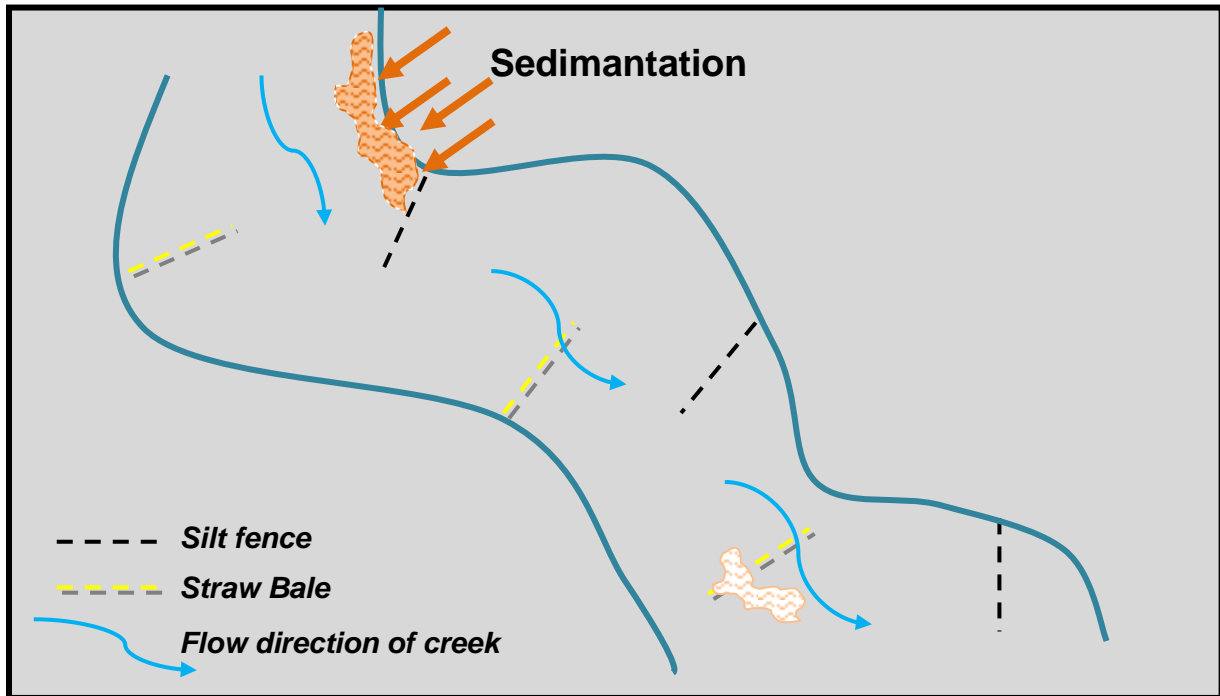 Sedimantation
Silt fence
Straw Bale
Flow direction of creek